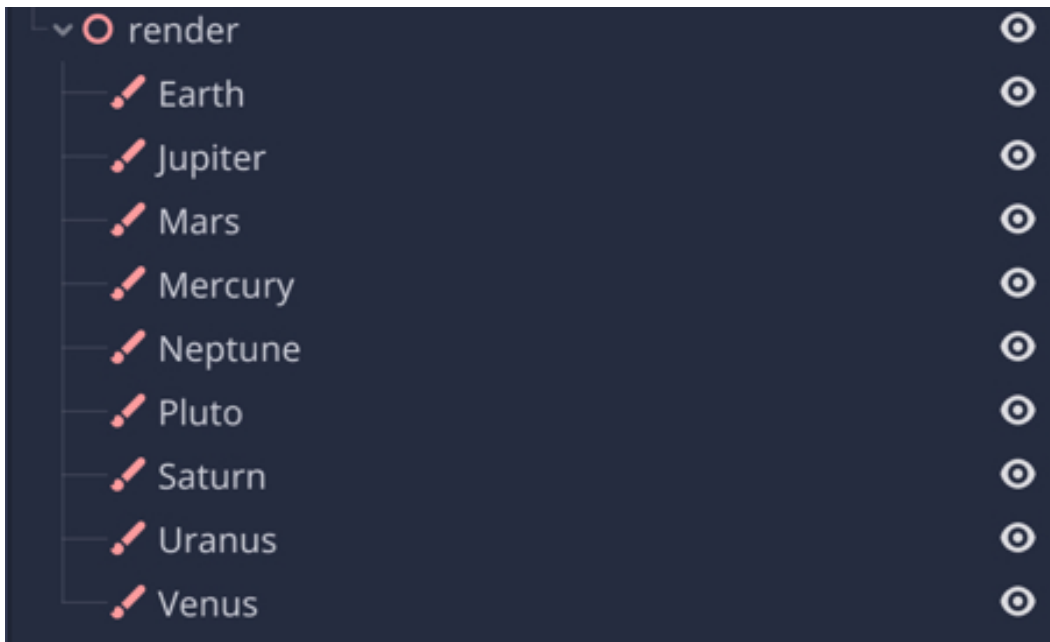 render
Earth
Jupiter
Mars
Mercury
Neptune
Pluto
Saturn
Uranus
Venus